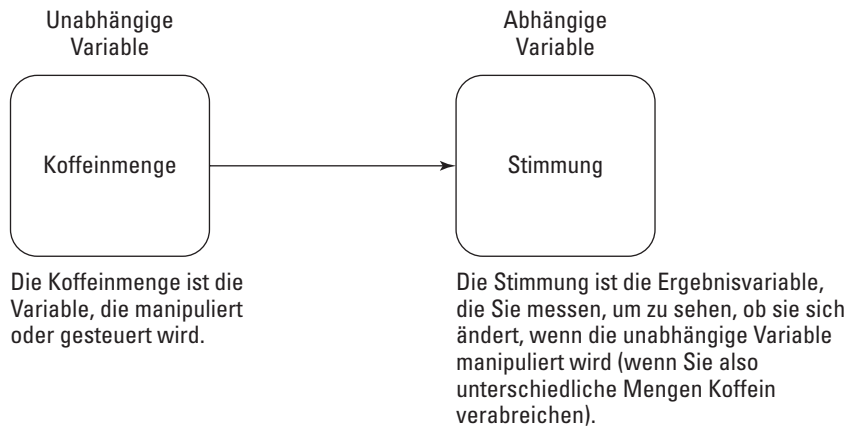 Unabhängige
Variable
Abhängige
Variable
Koffeinmenge
Stimmung
Die Koffeinmenge ist die
Variable, die manipuliert
oder gesteuert wird.
Die Stimmung ist die Ergebnisvariable,
die Sie messen, um zu sehen, ob sie sich
ändert, wenn die unabhängige Variable
manipuliert wird (wenn Sie also
unterschiedliche Mengen Koffein
verabreichen).